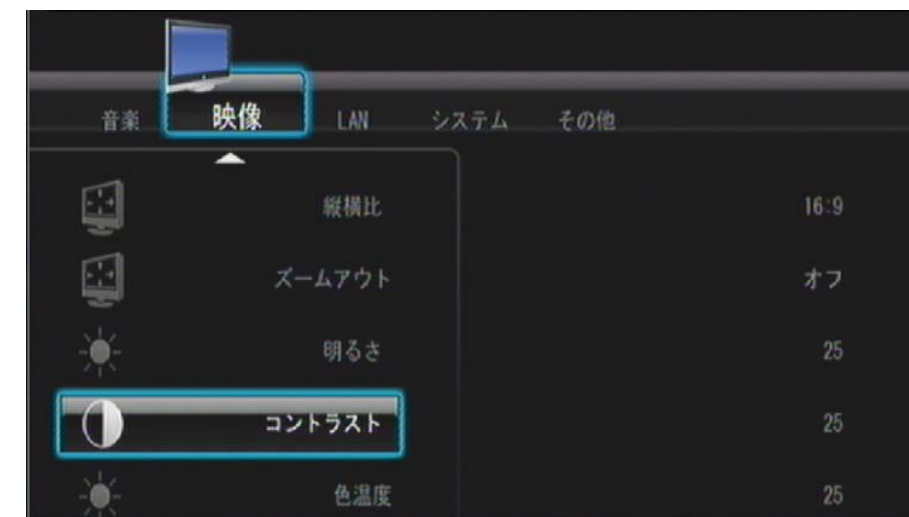 音楽 映像 LAN システム その他
縦横比 16:9
ズームアウト オフ
明るさ 25
コントラスト 25
色温度 25